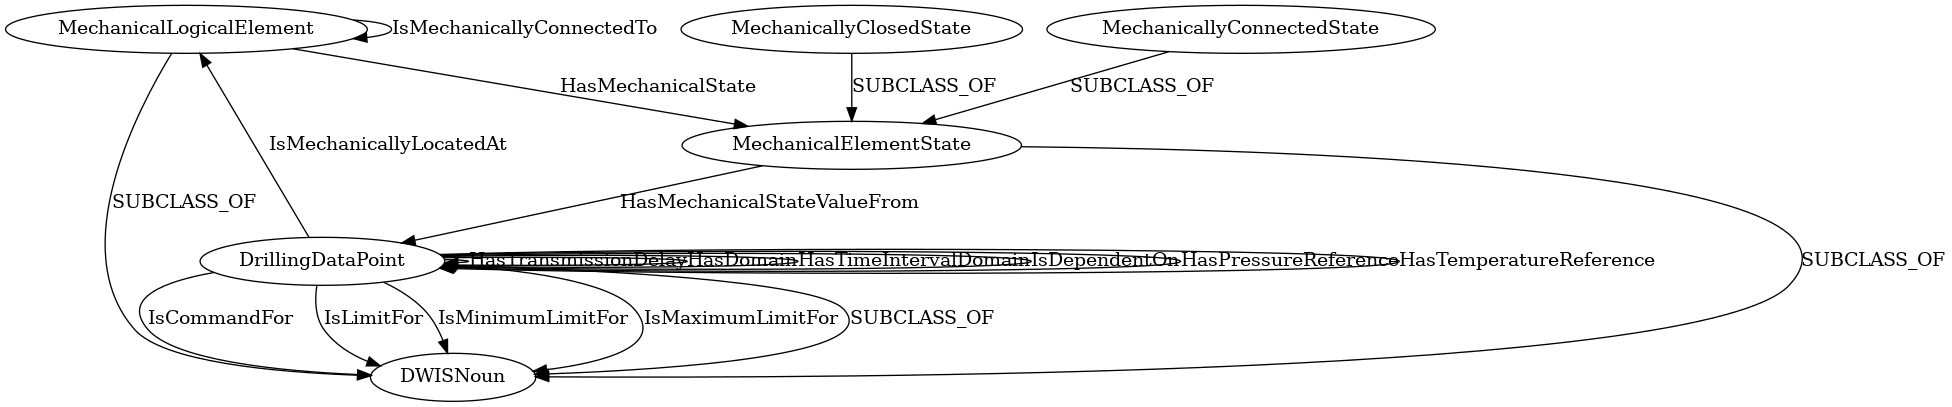 MechanicalLogicalElement
IsMechanicallyConnectedTo
MechanicallyClosedState
MechanicallyConnectedState
HasMechanicalState
SUBCLASS_OF
SUBCLASS_OF
IsMechanicallyLocatedAt
MechanicalElementState
SUBCLASS_OF
HasMechanicalStateValueFrom
DrillingDataPoint
HasTransmissionDelay
HasDomain
HasTimeIntervalDomain
IsDependentOn
HasPressureReference
HasTemperatureReference
SUBCLASS_OF
IsCommandFor
IsLimitFor
IsMinimumLimitFor
IsMaximumLimitFor
SUBCLASS_OF
DWISNoun